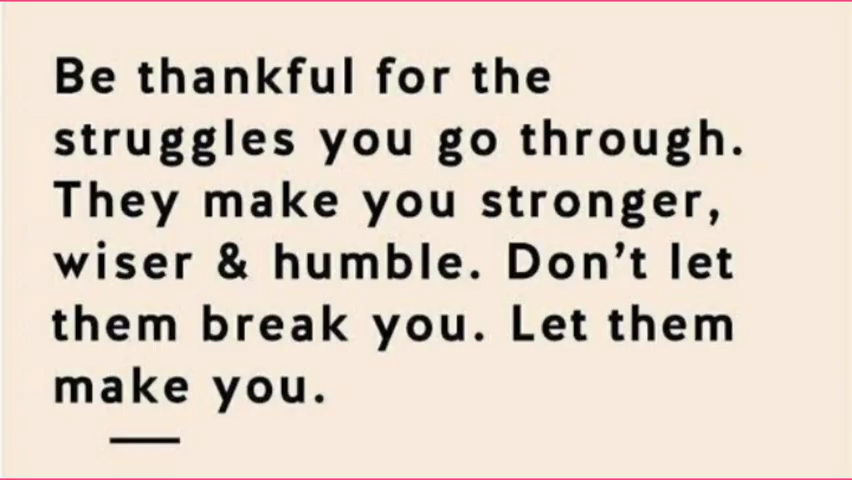 Be thankful for the
struggles you go through.
They make you stronger,
wiser & humble. Don’t let
them break you. Let them
make you.